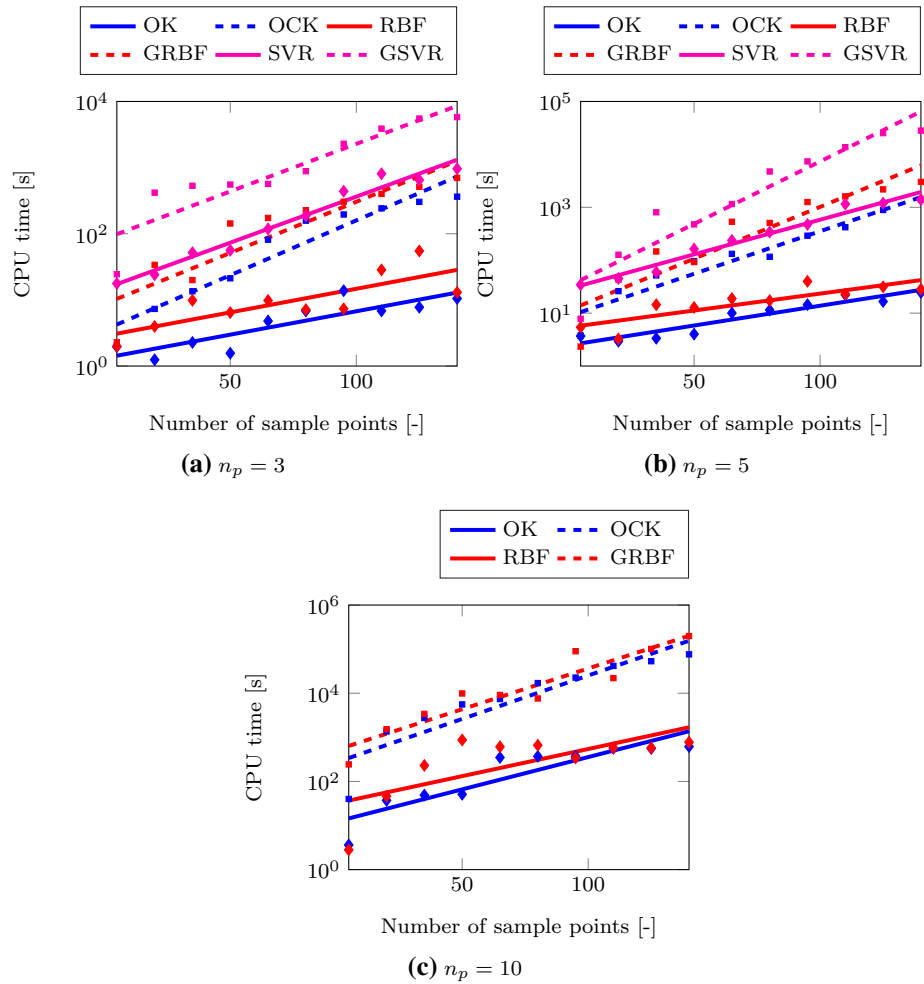 OK OCK RBF
GRBF SVR GSVR
10^4
10^2
10^0
CPU time [s]
50 100
Number of sample points [-]
(a) n_p = 3
OK OCK RBF
GRBF SVR GSVR
10^5
10^3
10^1
CPU time [s]
50 100
Number of sample points [-]
(b) n_p = 5
OK OCK
RBF GRBF
10^6
10^4
10^2
10^0
CPU time [s]
50 100
Number of sample points [-]
(c) n_p = 10